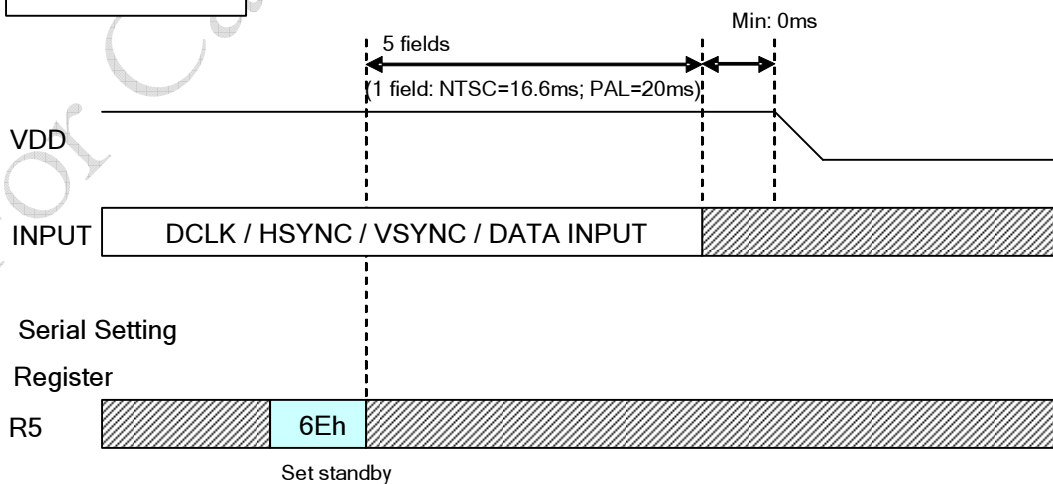 Min: 0ms
5 fields
(1 field: NTSC=16.6ms; PAL=20ms)
VDD
INPUT
DCLK / HSYNC / VSYNC / DATA INPUT
Serial Setting
Register
R5
6Eh
Set standby